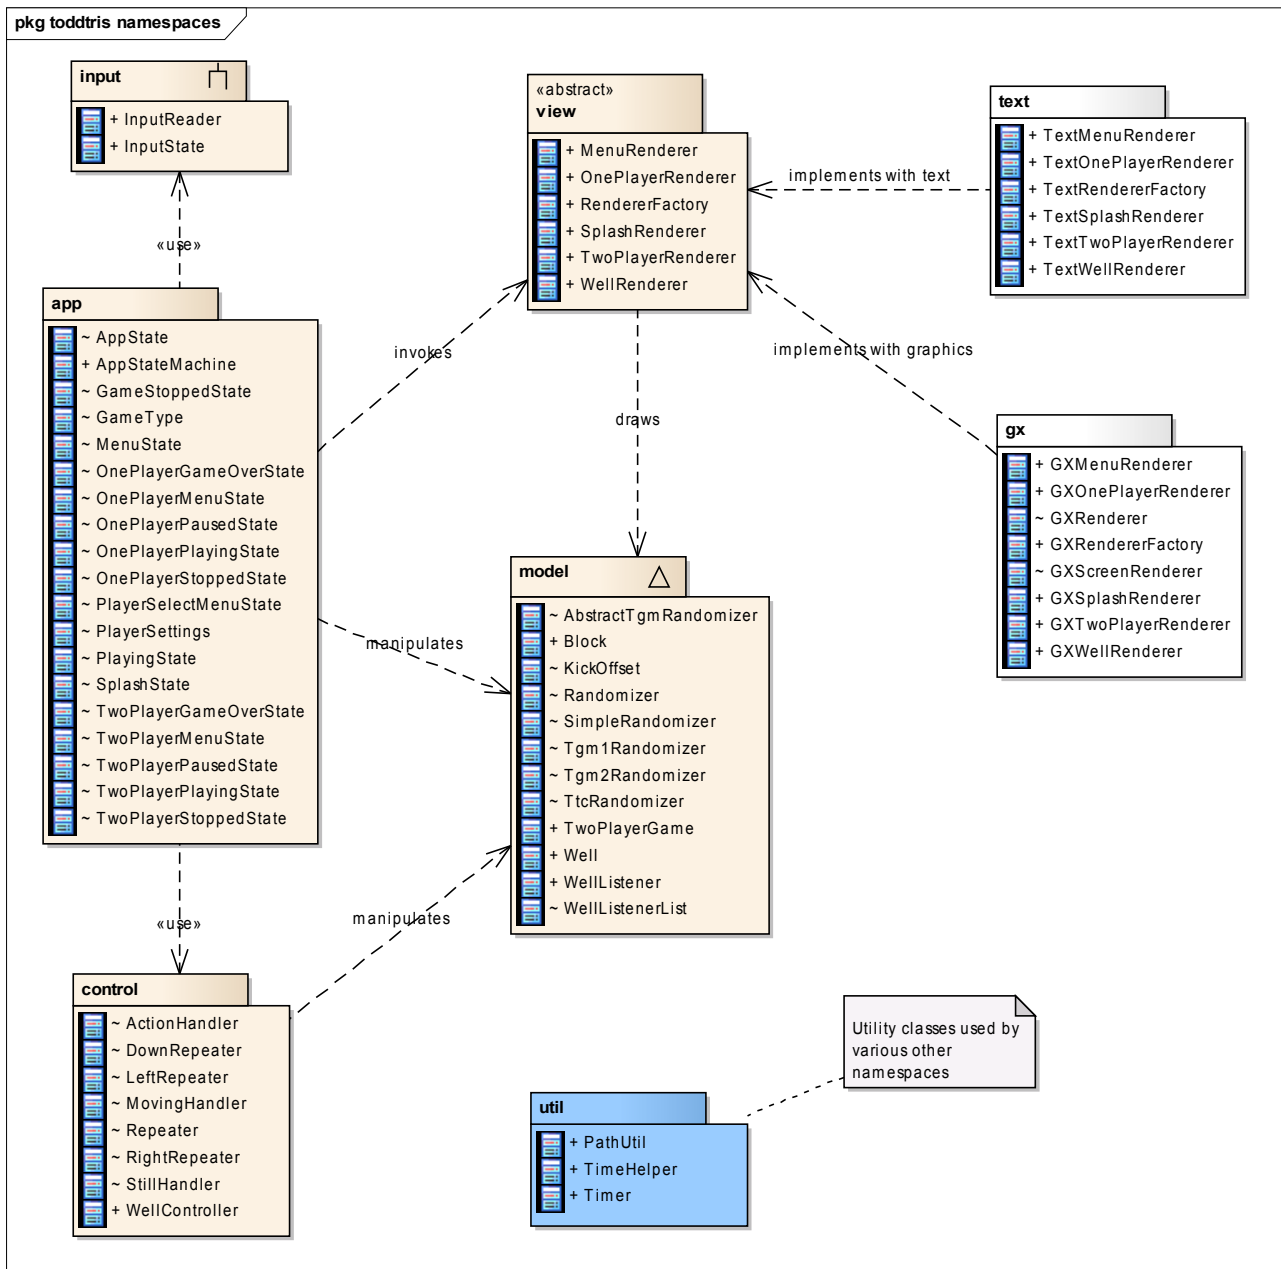 pkg toddtris namespaces
input
+ InputReader
+ InputState
«use»
app
~ AppState
+ AppStateMachine
~ GameStoppedState
~ GameType
~ MenuState
~ OnePlayerGameOverState
~ OnePlayerMenuState
~ OnePlayerPausedState
~ OnePlayerPlayingState
~ OnePlayerStoppedState
~ PlayerSelectMenuState
~ PlayerSettings
~ PlayingState
~ SplashState
~ TwoPlayerGameOverState
~ TwoPlayerMenuState
~ TwoPlayerPausedState
~ TwoPlayerPlayingState
~ TwoPlayerStoppedState
«use»
control
~ ActionHandler
~ DownRepeater
~ LeftRepeater
~ MovingHandler
~ Repeater
~ RightRepeater
~ StillHandler
+ WellController
invokes
manipulates
manipulates
«abstract»
view
+ MenuRenderer
+ OnePlayerRenderer
+ RendererFactory
+ SplashRenderer
+ TwoPlayerRenderer
+ WellRenderer
draws
model
~ AbstractTgmRandomizer
+ Block
~ KickOffset
~ Randomizer
~ SimpleRandomizer
~ Tgm1Randomizer
~ Tgm2Randomizer
~ TtcRandomizer
+ TwoPlayerGame
+ Well
+ WellListener
~ WellListenerList
implements with text
implements with graphics
text
+ TextMenuRenderer
+ TextOnePlayerRenderer
+ TextRendererFactory
+ TextSplashRenderer
+ TextTwoPlayerRenderer
+ TextWellRenderer
gx
+ GXMenuRenderer
+ GXOnePlayerRenderer
~ GXRenderer
+ GXRendererFactory
~ GXScreenRenderer
+ GXSplashRenderer
+ GXTwoPlayerRenderer
+ GXWellRenderer
Utility classes used by
various other
namespaces
util
+ PathUtil
+ TimeHelper
+ Timer